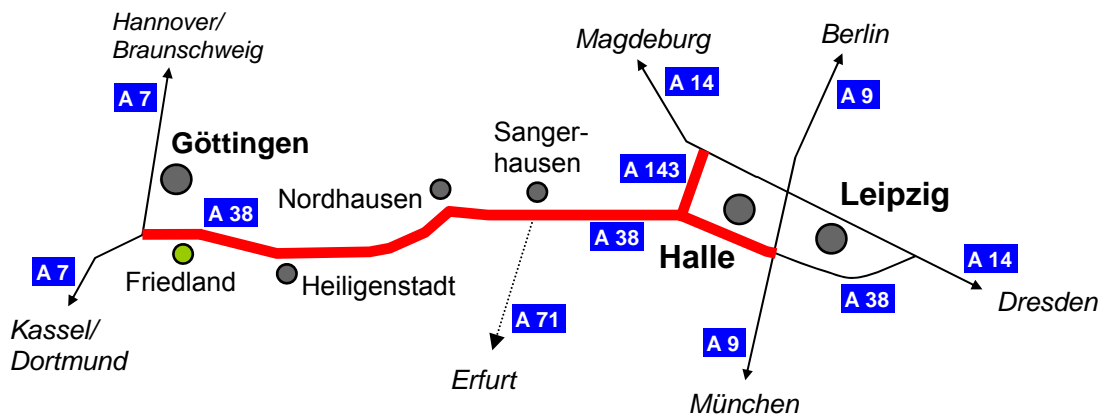 Hannover/
Braunschweig
Magdeburg
Berlin
A 7
A 14
A 9
Göttingen
Sanger-
hausen
Nordhausen
A 143
Leipzig
A 38
A 38
Halle
Friedland
Heiligenstadt
A 7
A 14
A 38
Dresden
Kassel/
Dortmund
A 71
A 9
Erfurt
München